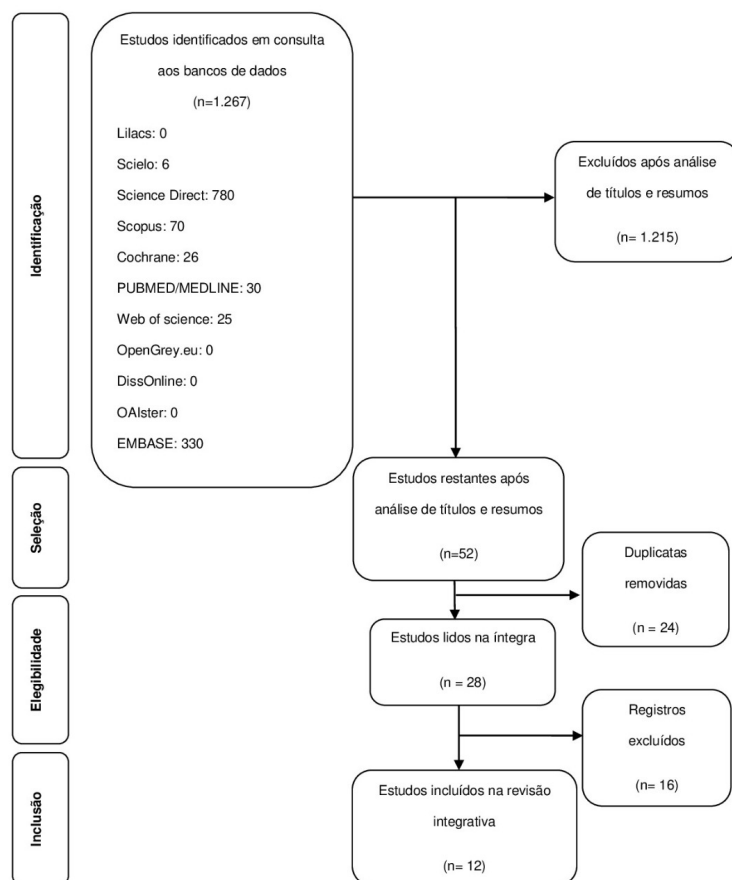 Identificação
Estudos identificados em consulta
aos bancos de dados
(n=1.267)
Lilacs: 0
Scielo: 6
Science Direct: 780
Scopus: 70
Cochrane: 26
PUBMED/MEDLINE: 30
Web of science: 25
OpenGrey.eu: 0
DissOnline: 0
OAIster: 0
EMBASE: 330
Excluídos após análise
de títulos e resumos
(n= 1.215)
Seleção
Estudos restantes após
análise de títulos e resumos
(n=52)
Duplicatas
removidas
(n = 24)
Elegibilidade
Estudos lidos na íntegra
(n = 28)
Registros
excluídos
(n= 16)
Inclusão
Estudos incluídos na revisão
integrativa
(n= 12)